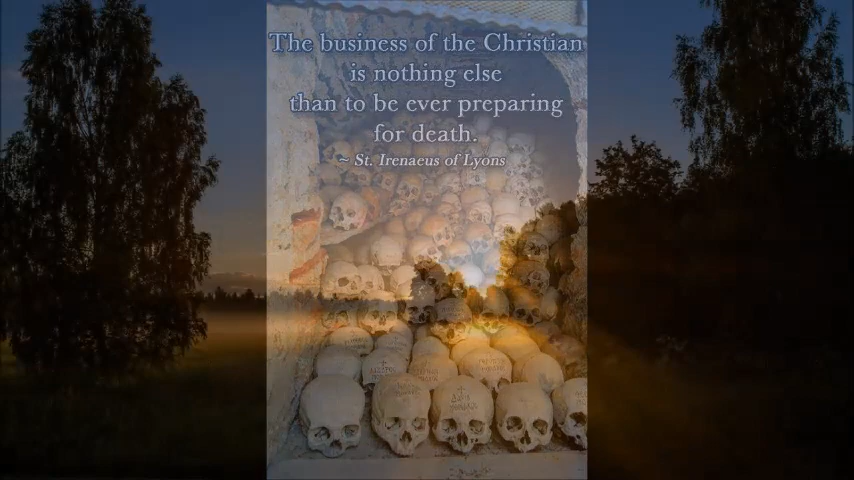 The business of the Christian
is nothing else
than to be ever preparing
for death.
~ St. Irenaeus of Lyons